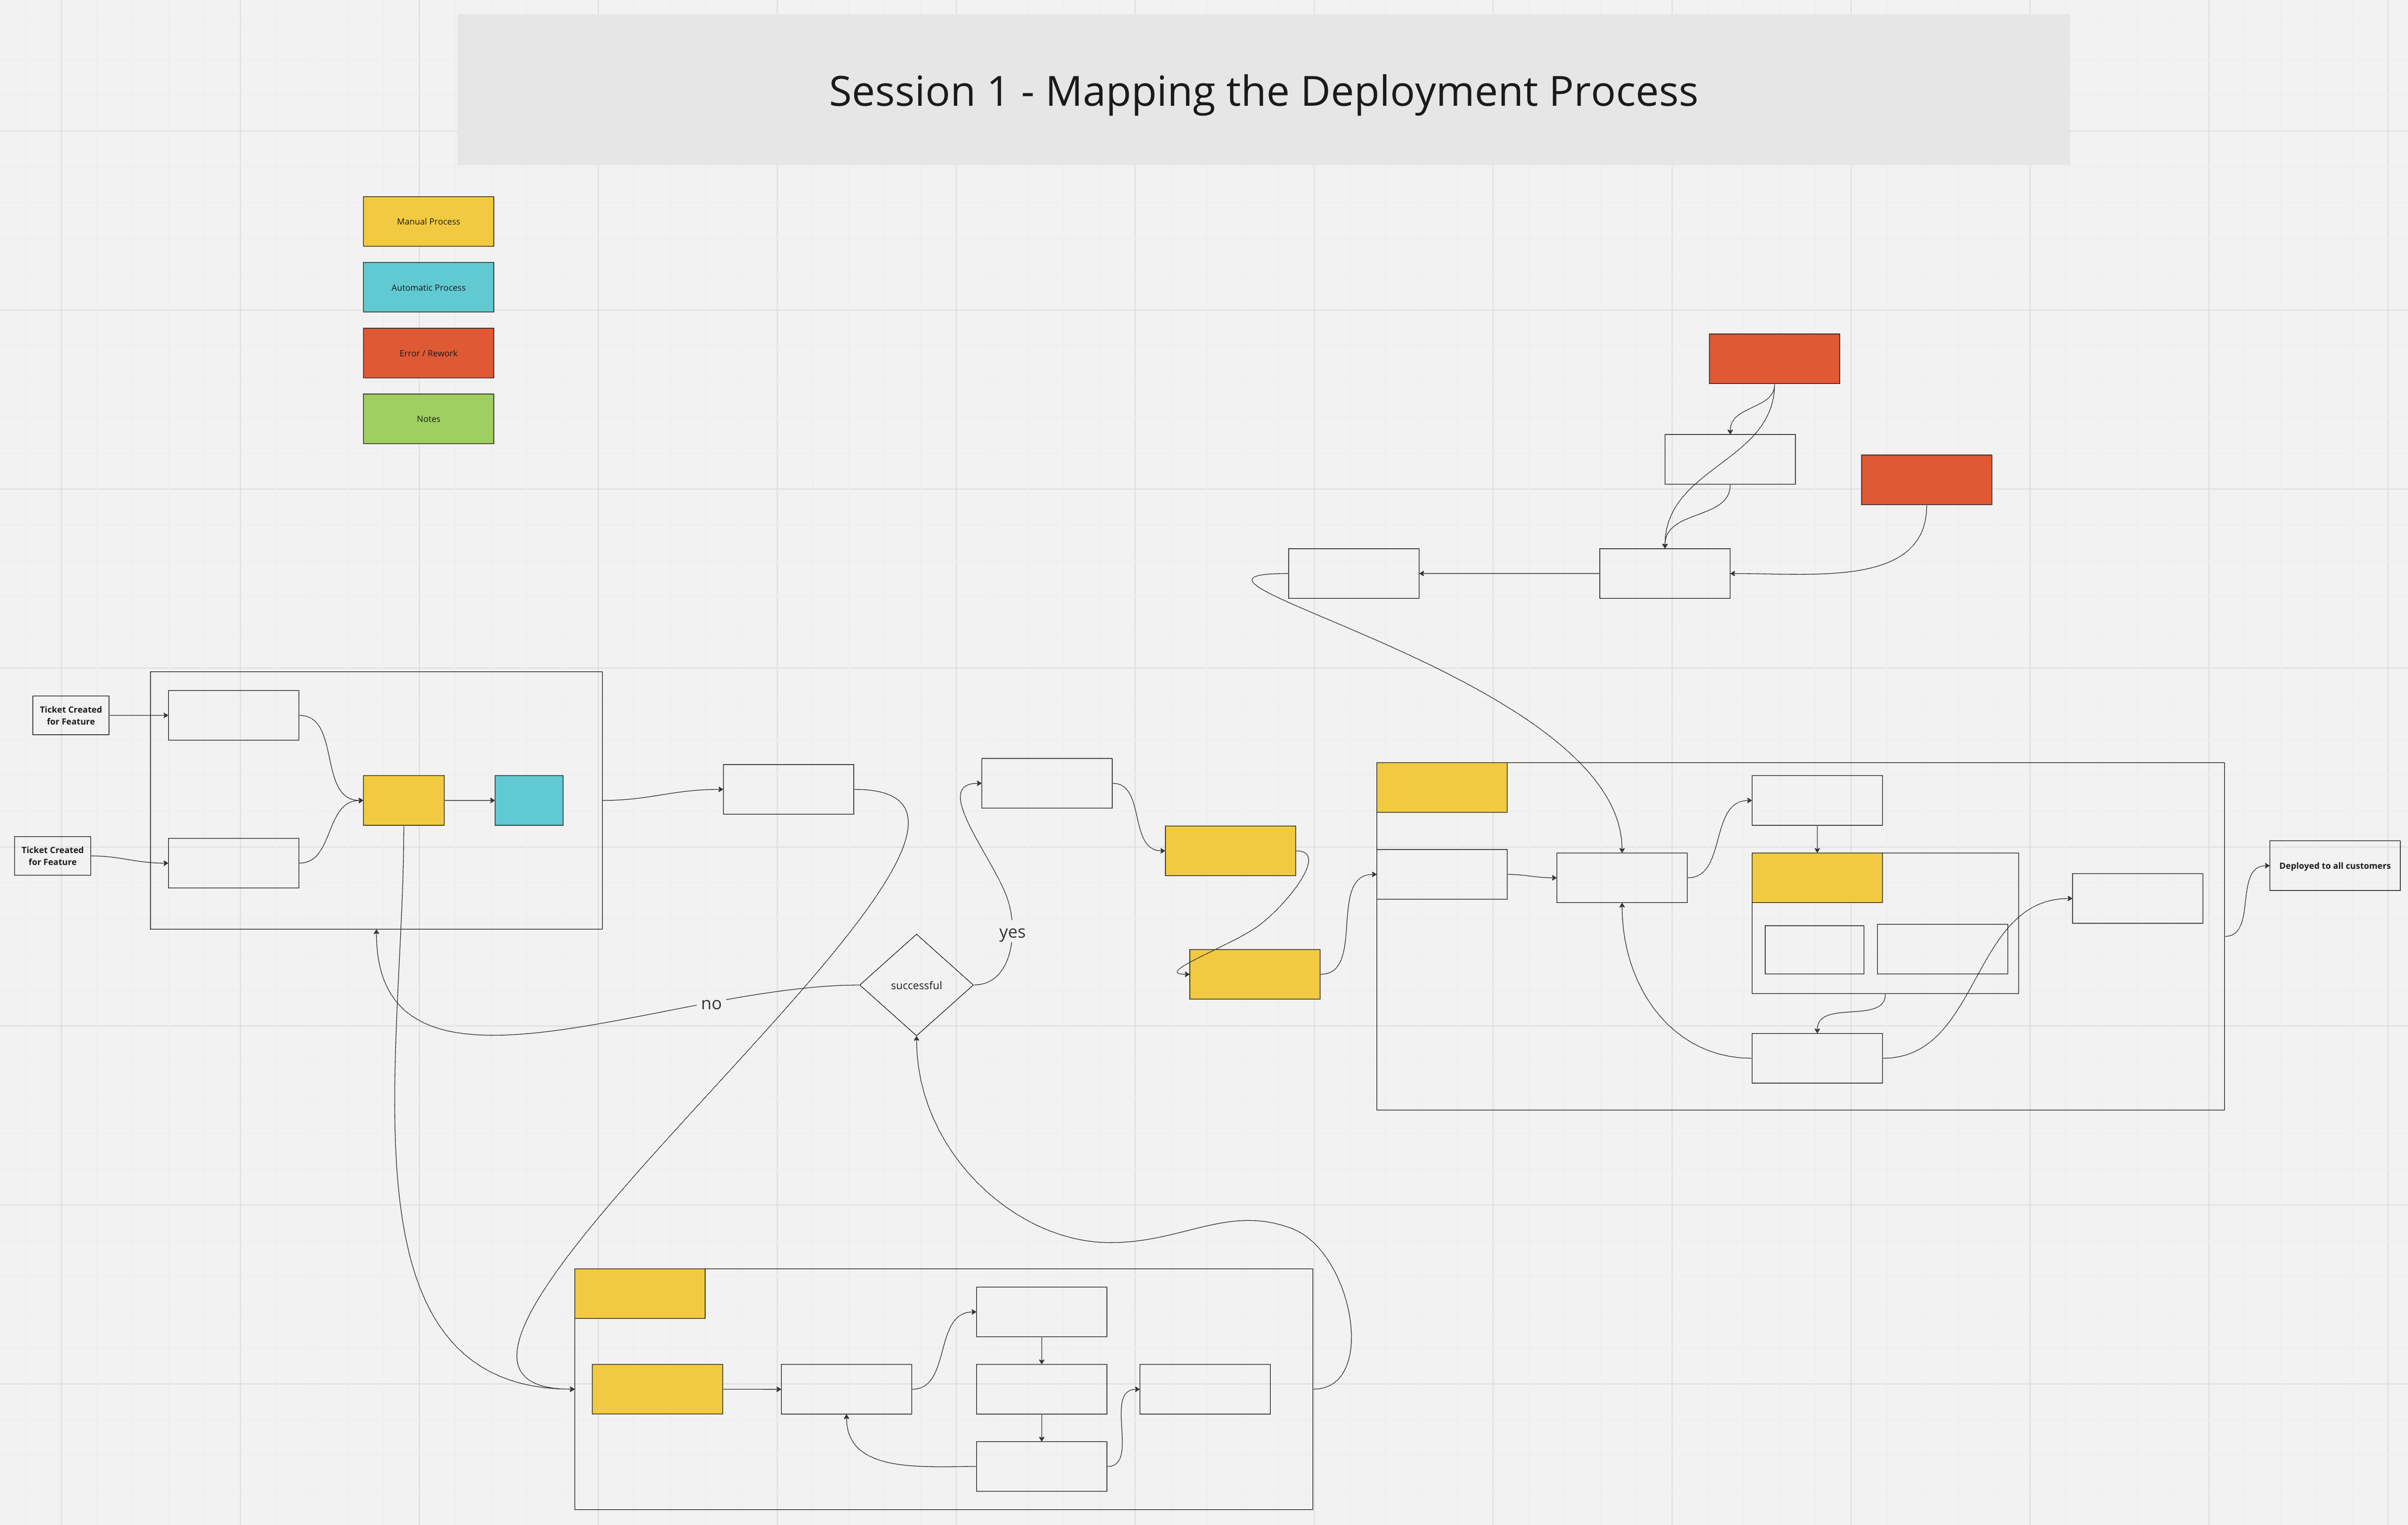 Session 1 - Mapping the Deployment Process
Manual Process
Automatic Process
Error / Rework
Notes
Ticket Created
for Feature
Ticket Created
for Feature
Deployed to all customers
yes
successful
no